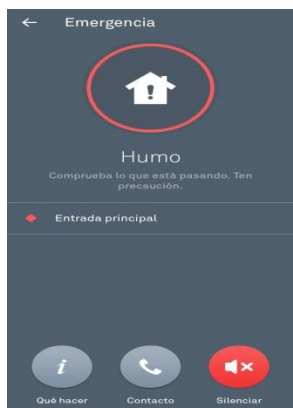 Emergencia
Humo
Comprueba lo que está pasando. Ten
precaución.
Entrada principal
Qué hacer Contacto Silenciar